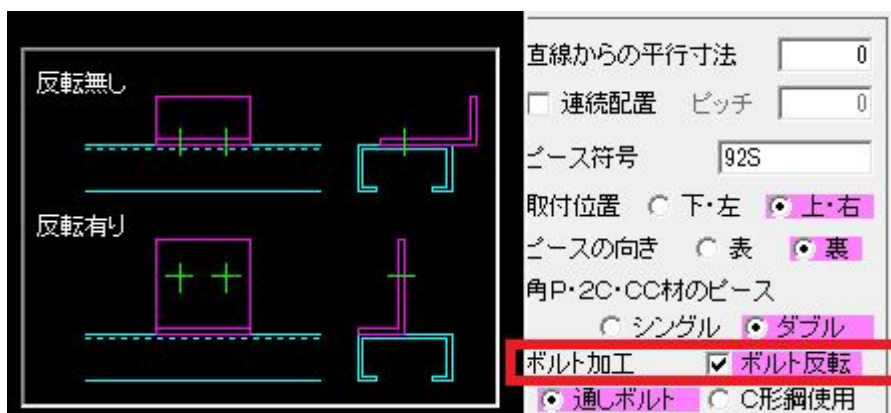 反転無し
反転有り
直線からの平行寸法 0
連続配置 ピッチ 0
ピース符号 92S
取付位置 下・左 上・右
ピースの向き 表 裏
角P・2C・CC材のピース
シングル ダブル
ボルト加工 ボルト反転
通しボルト C形鋼使用